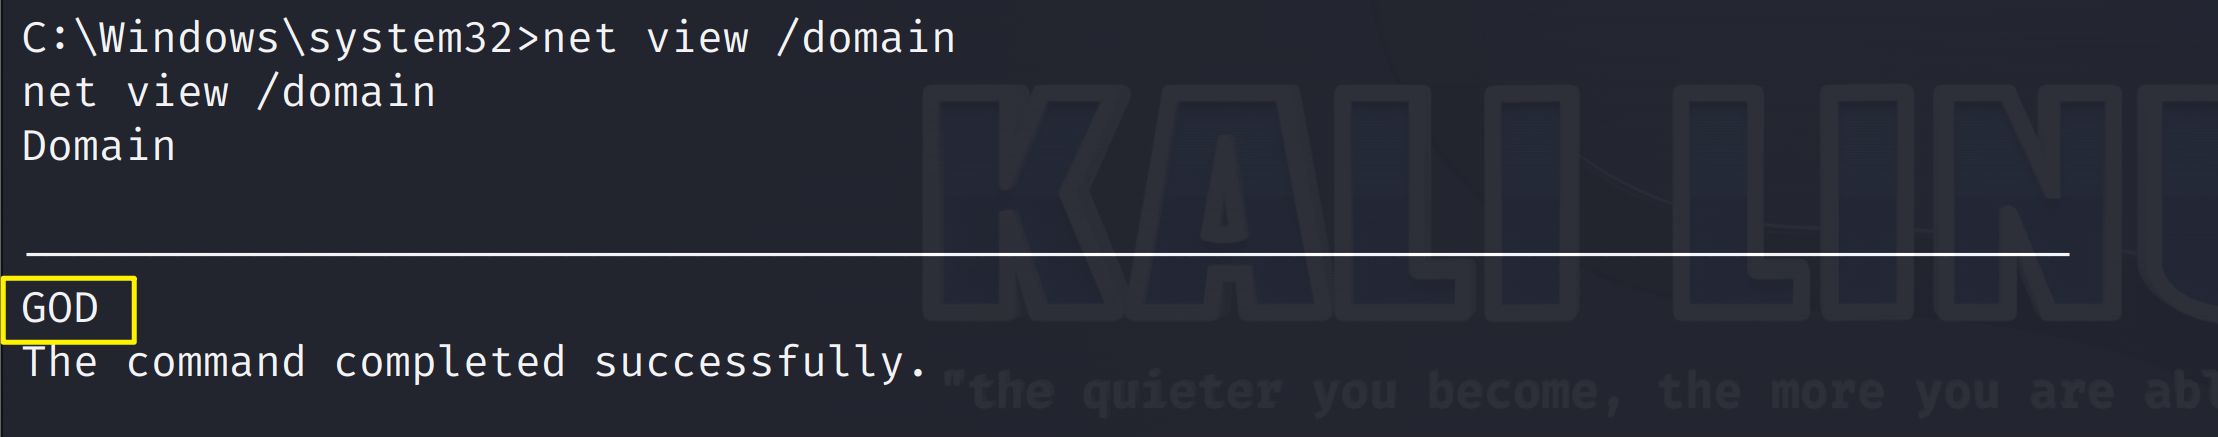 C:\Windows\system32>net view /domain
net view /domain
Domain
GOD
The command completed successfully.
KALI LINU
"the quieter you become, the more you are abl